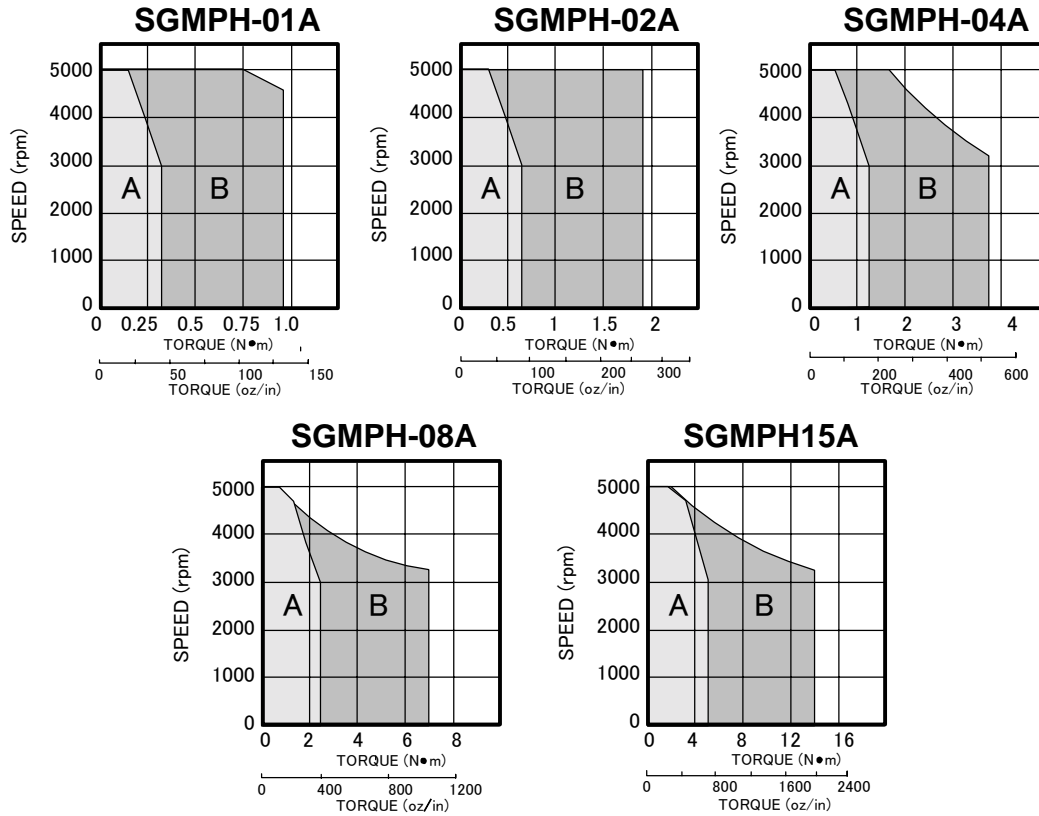 SGMPH-01A
SPEED (rpm)
5000
4000
3000
2000
1000
0
A
B
0 0.25 0.5 0.75 1.0
TORQUE (N●m)
0 50 100 150
TORQUE (oz/in)
SGMPH-02A
SPEED (rpm)
5000
4000
3000
2000
1000
0
A
B
0 0.5 1 1.5 2
TORQUE (N●m)
0 100 200 300
TORQUE (oz/in)
SGMPH-04A
SPEED (rpm)
5000
4000
3000
2000
1000
0
A
B
0 1 2 3 4
TORQUE (N●m)
0 200 400 600
TORQUE (oz/in)
SGMPH-08A
SPEED (rpm)
5000
4000
3000
2000
1000
0
A
B
0 2 4 6 8
TORQUE (N●m)
0 400 800 1200
TORQUE (oz/in)
SGMPH15A
SPEED (rpm)
5000
4000
3000
2000
1000
0
A
B
0 4 8 12 16
TORQUE (N●m)
0 800 1600 2400
TORQUE (oz/in)